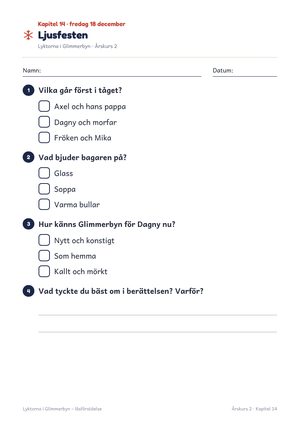 Kapitel 14 · fredag 18 december
Ljusfesten
Lyktorna i Glimmerbyn · Årskurs 2
Namn:
Datum:
1 Vilka går först i tåget?
Axel och hans pappa
Dagny och morfar
Fröken och Mika
2 Vad bjuder bagaren på?
Glass
Soppa
Varma bullar
3 Hur känns Glimmerbyn för Dagny nu?
Nytt och konstigt
Som hemma
Kallt och mörkt
4 Vad tyckte du bäst om i berättelsen? Varför?
Lyktorna i Glimmerbyn – läsförståelse
Årskurs 2 · Kapitel 14